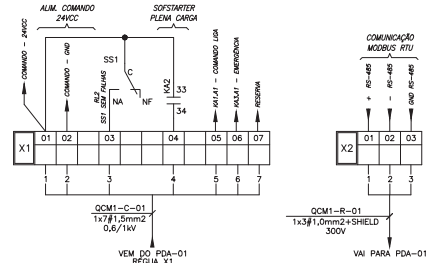 ALIM. COMANDO
24VCC
SOFSTARTER
PLENA CARGA
COMANDO - 24VCC
COMANDO - GND
SS1
C
NA
NF
RL2
SS1 SEM FALHAS
KA2
33
34
KA1.A1 - COMANDO LIGA
KA3.A1 - EMERGÊNCIA
RESERVA
X1
01 02 03 04 05 06 07
1 2 3 4 5 6 7
QCM1-C-01
1x7#1,5mm2
0.6/1kV
VEM DO PDA-01
RÉGUA X1
COMUNICAÇÃO
MODBUS RTU
+ RS-485
- RS-485
GND RS-485
X2
01 02 03
1 2 3
QCM1-R-01
1x3#1,0mm2+SHIELD
300V
VAI PARA PDA-01